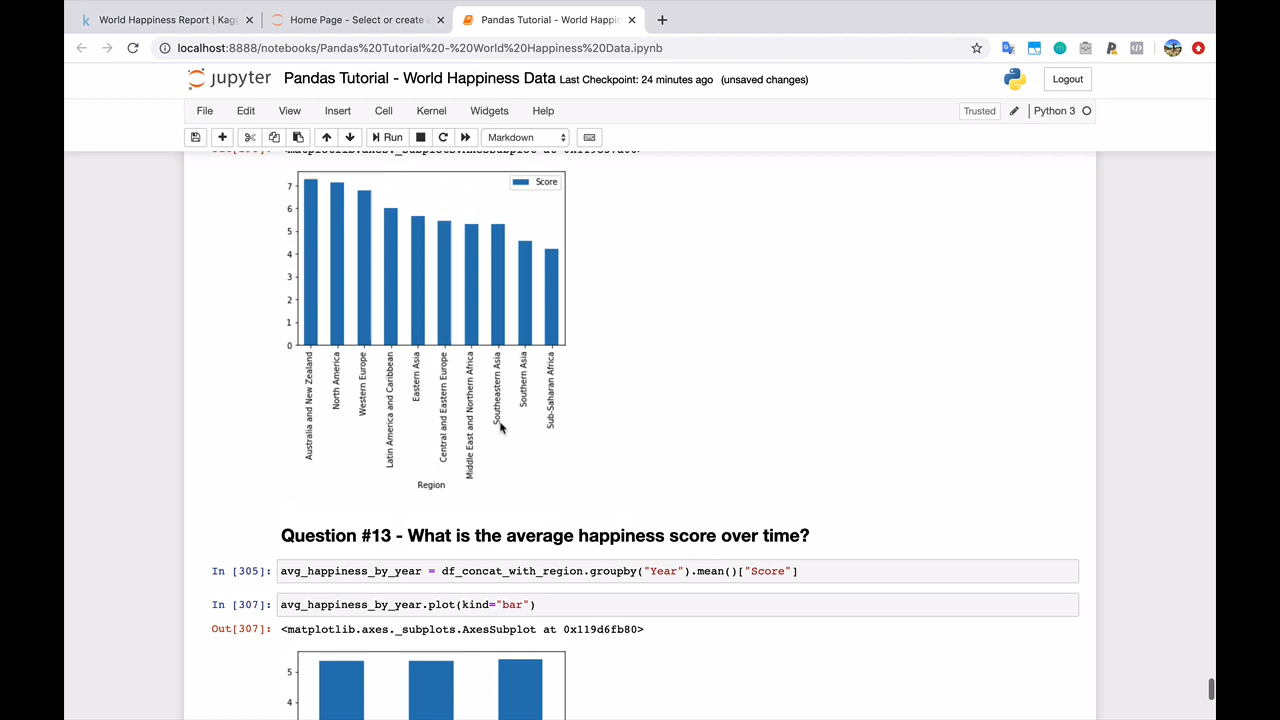 World Happiness Report | Kag
Home Page - Select or create a
Pandas Tutorial - World Happin
localhost:8888/notebooks/Pandas%20Tutorial%20-%20World%20Happiness%20Data.ipynb
jupyter Pandas Tutorial - World Happiness Data Last Checkpoint: 24 minutes ago (unsaved changes)
Logout
File Edit View Insert Cell Kernel Widgets Help
Trusted Python 3
Run Markdown
Score
7
6
5
4
3
2
1
0
Australia and New Zealand
North America
Western Europe
Latin America and Caribbean
Eastern Asia
Central and Eastern Europe
Middle East and Northern Africa
Southeastern Asia
Southern Asia
Sub-Saharan Africa
Region
Question #13 - What is the average happiness score over time?
In [305]: avg_happiness_by_year = df_concat_with_region.groupby("Year").mean()["Score"]
In [307]: avg_happiness_by_year.plot(kind="bar")
Out[307]: <matplotlib.axes._subplots.AxesSubplot at 0x119d6fb80>
5
4